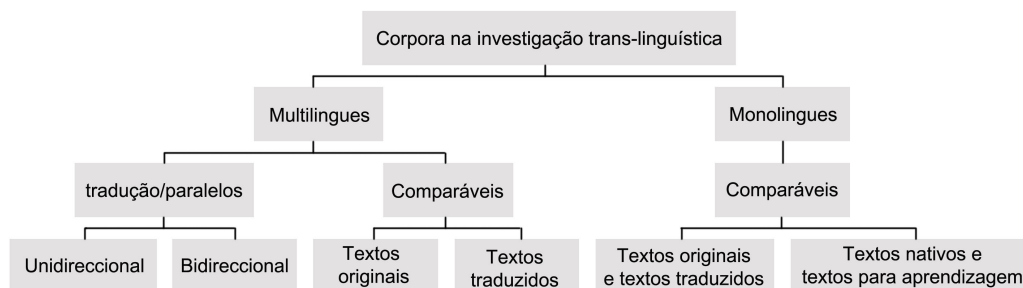 Corpora na investigação trans-linguística
Multilingues
Monolingues
tradução/paralelos
Comparáveis
Comparáveis
Unidireccional
Bidireccional
Textos
originais
Textos
traduzidos
Textos originais
e textos traduzidos
Textos nativos e
textos para aprendizagem